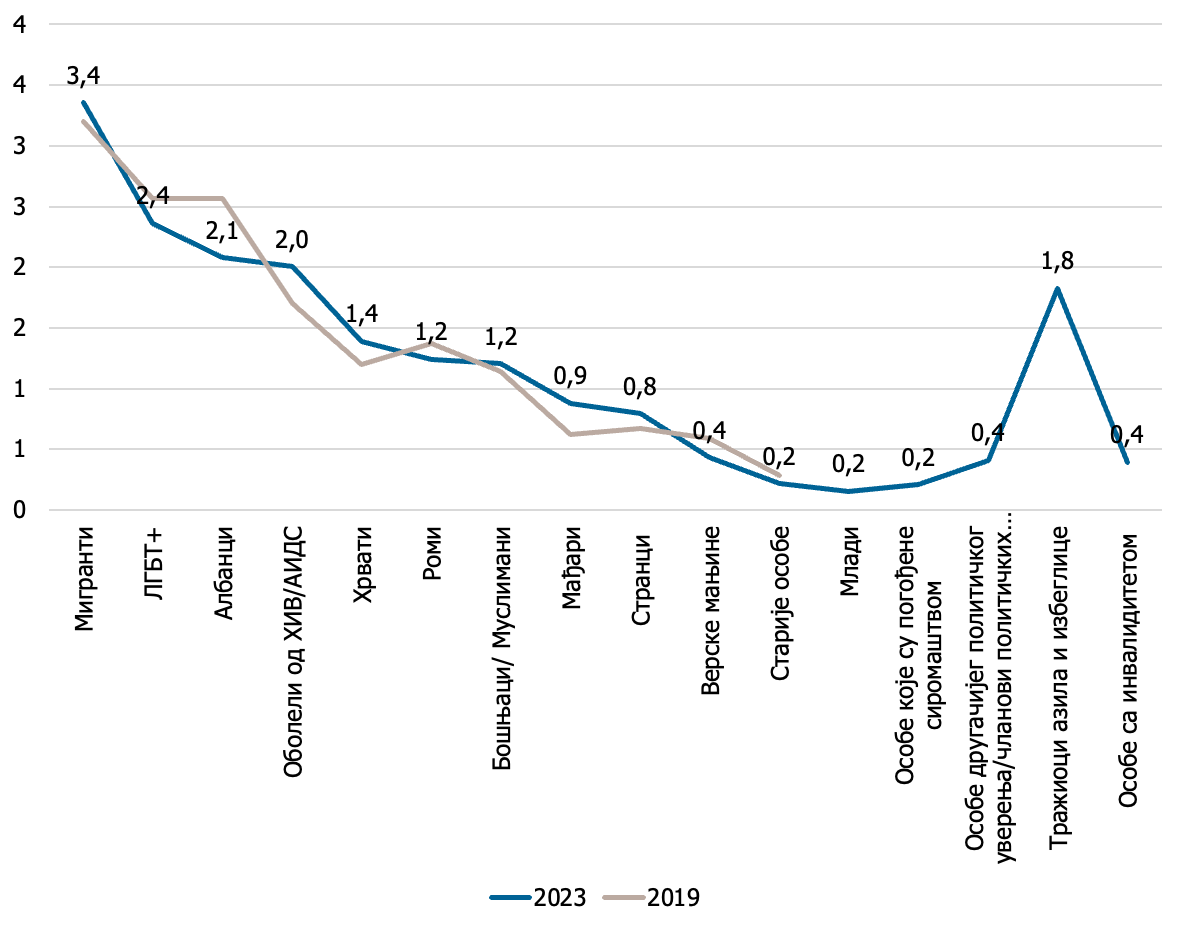 4
4
3
3
2
2
1
1
0
3,4
2,4
2,1
2,0
1,4
1,2
1,2
0,9
0,8
0,4
0,2
0,2
0,2
0,4
1,8
0,4
Мигранти
ЛГБТ+
Албанци
Оболели од ХИВ/АИДС
Хрвати
Роми
Бошњаци/ Муслимани
Мађари
Странци
Верске мањине
Старије особе
Млади
Особе које су погођене
сиромаштвом
Особе другачијег политичког
уверења/чланови политичких...
Тражиоци азила и избеглице
Особе са инвалидитетом
2023
2019